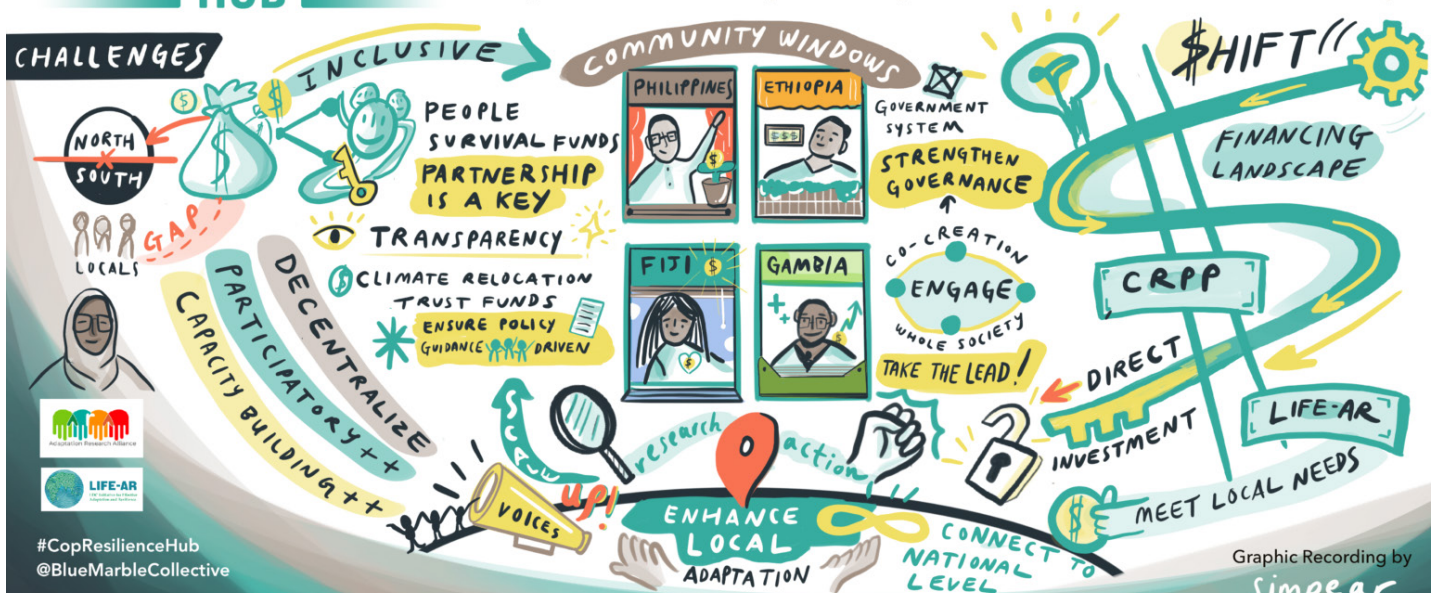 HUB
CHALLENGES
NORTH
SOUTH
LOCALS
GAP
$
INCLUSIVE
PEOPLE
SURVIVAL FUNDS
PARTNERSHIP
IS A KEY
TRANSPARENCY
CLIMATE RELOCATION
TRUST FUNDS
ENSURE POLICY
GUIDANCE DRIVEN
DECENTRALIZE
PARTICIPATORY ++
CAPACITY BUILDING ++
COMMUNITY WINDOWS
PHILIPPINES
ETHIOPIA
$$$
FIJI
GAMBIA
GOVERNMENT
SYSTEM
STRENGTHEN
GOVERNANCE
CO-CREATION
ENGAGE
WHOLE SOCIETY
TAKE THE LEAD!
$HIFT
FINANCING
LANDSCAPE
CRPP
LIFE-AR
DIRECT
INVESTMENT
MEET LOCAL NEEDS
SCALE
UP!
VOICES
research
action
ENHANCE
LOCAL
ADAPTATION
CONNECT TO
NATIONAL
LEVEL
Adaptation Research Alliance
LIFE-AR
#CopResilienceHub
@BlueMarbleCollective
Graphic Recording by